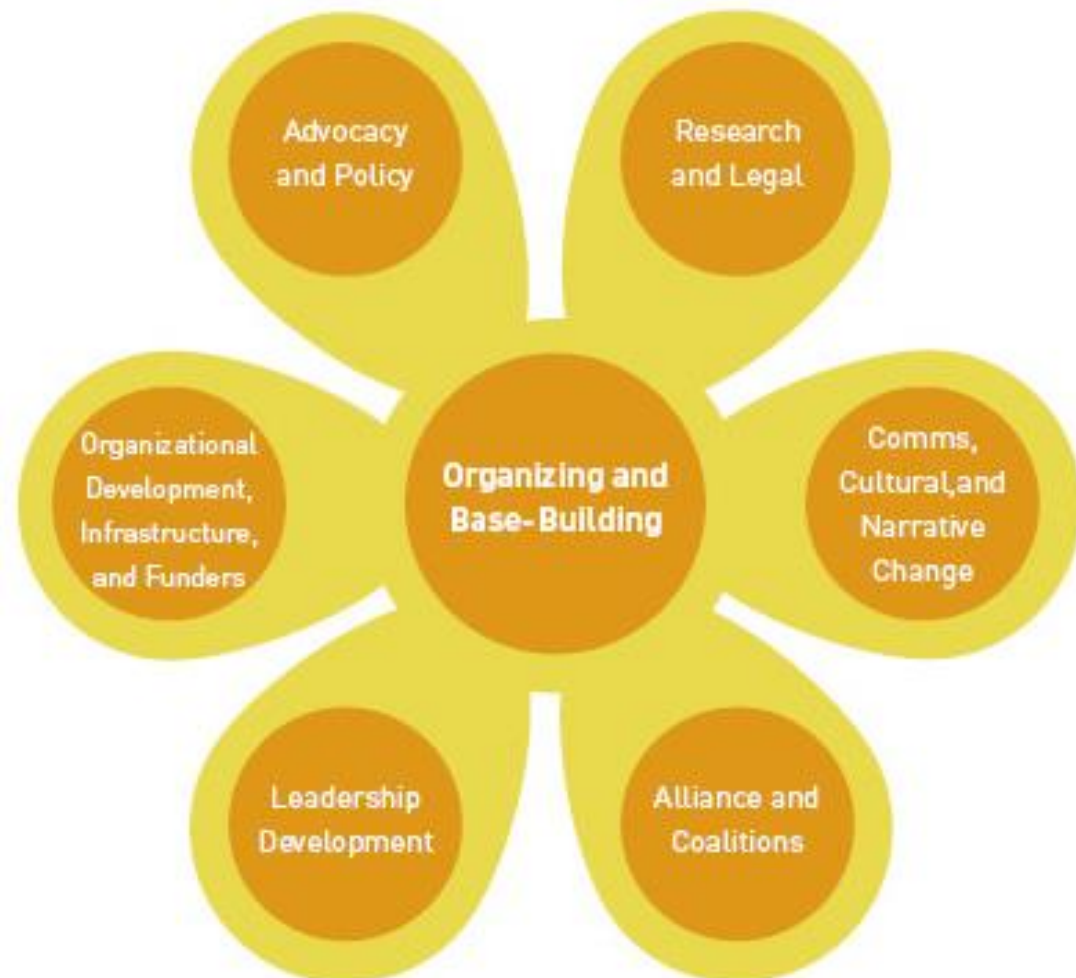 Advocacy
and Policy
Research
and Legal
Organizational
Development,
Infrastructure,
and Funders
Organizing and
Base-Building
Comms,
Cultural,and
Narrative
Change
Leadership
Development
Alliance and
Coalitions